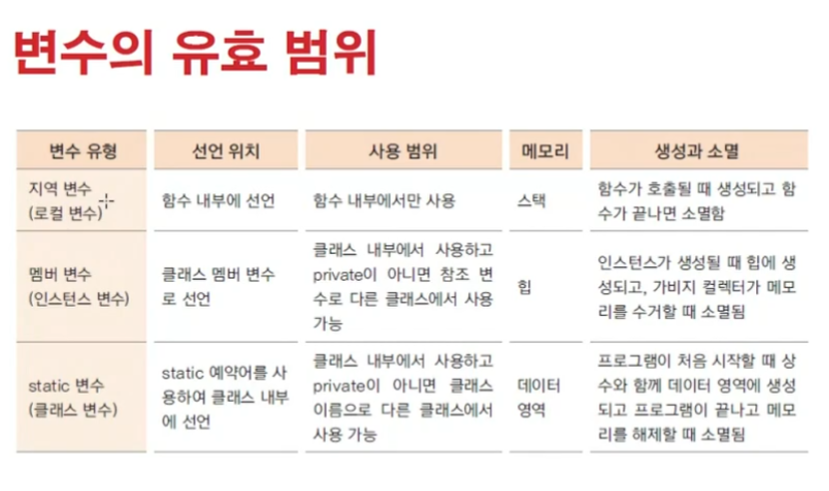 변수의 유효 범위
변수 유형
선언 위치
사용 범위
메모리
생성과 소멸
지역 변수
(로컬 변수)
함수 내부에 선언
함수 내부에서만 사용
스택
함수가 호출될 때 생성되고 함
수가 끝나면 소멸함
멤버 변수
(인스턴스 변수)
클래스 멤버 변수
로 선언
클래스 내부에서 사용하고
private이 아니면 참조 변
수로 다른 클래스에서 사용
가능
힙
인스턴스가 생성될 때 힙에 생
성되고, 가비지 컬렉터가 메모
리를 수거할 때 소멸됨
static 변수
(클래스 변수)
static 예약어를 사
용하여 클래스 내부
에 선언
클래스 내부에서 사용하고
private이 아니면 클래스
이름으로 다른 클래스에서
사용 가능
데이터
영역
프로그램이 처음 시작할 때 상
수와 함께 데이터 영역에 생성
되고 프로그램이 끝나고 메모
리를 해제할 때 소멸됨